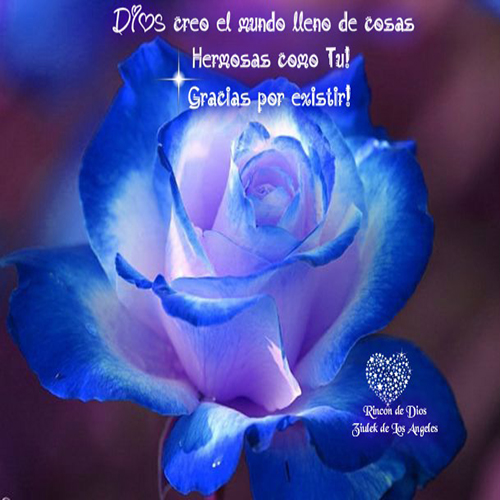 Dios creo el mundo lleno de cosas
Hermosas como Tu!
Gracias por existir!
Rincon de Dios
Ziulek de Los Angeles